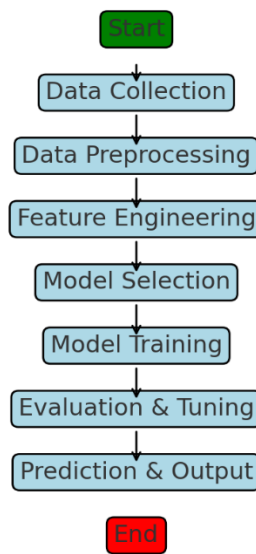 Start
Data Collection
Data Preprocessing
Feature Engineering
Model Selection
Model Training
Evaluation & Tuning
Prediction & Output
End